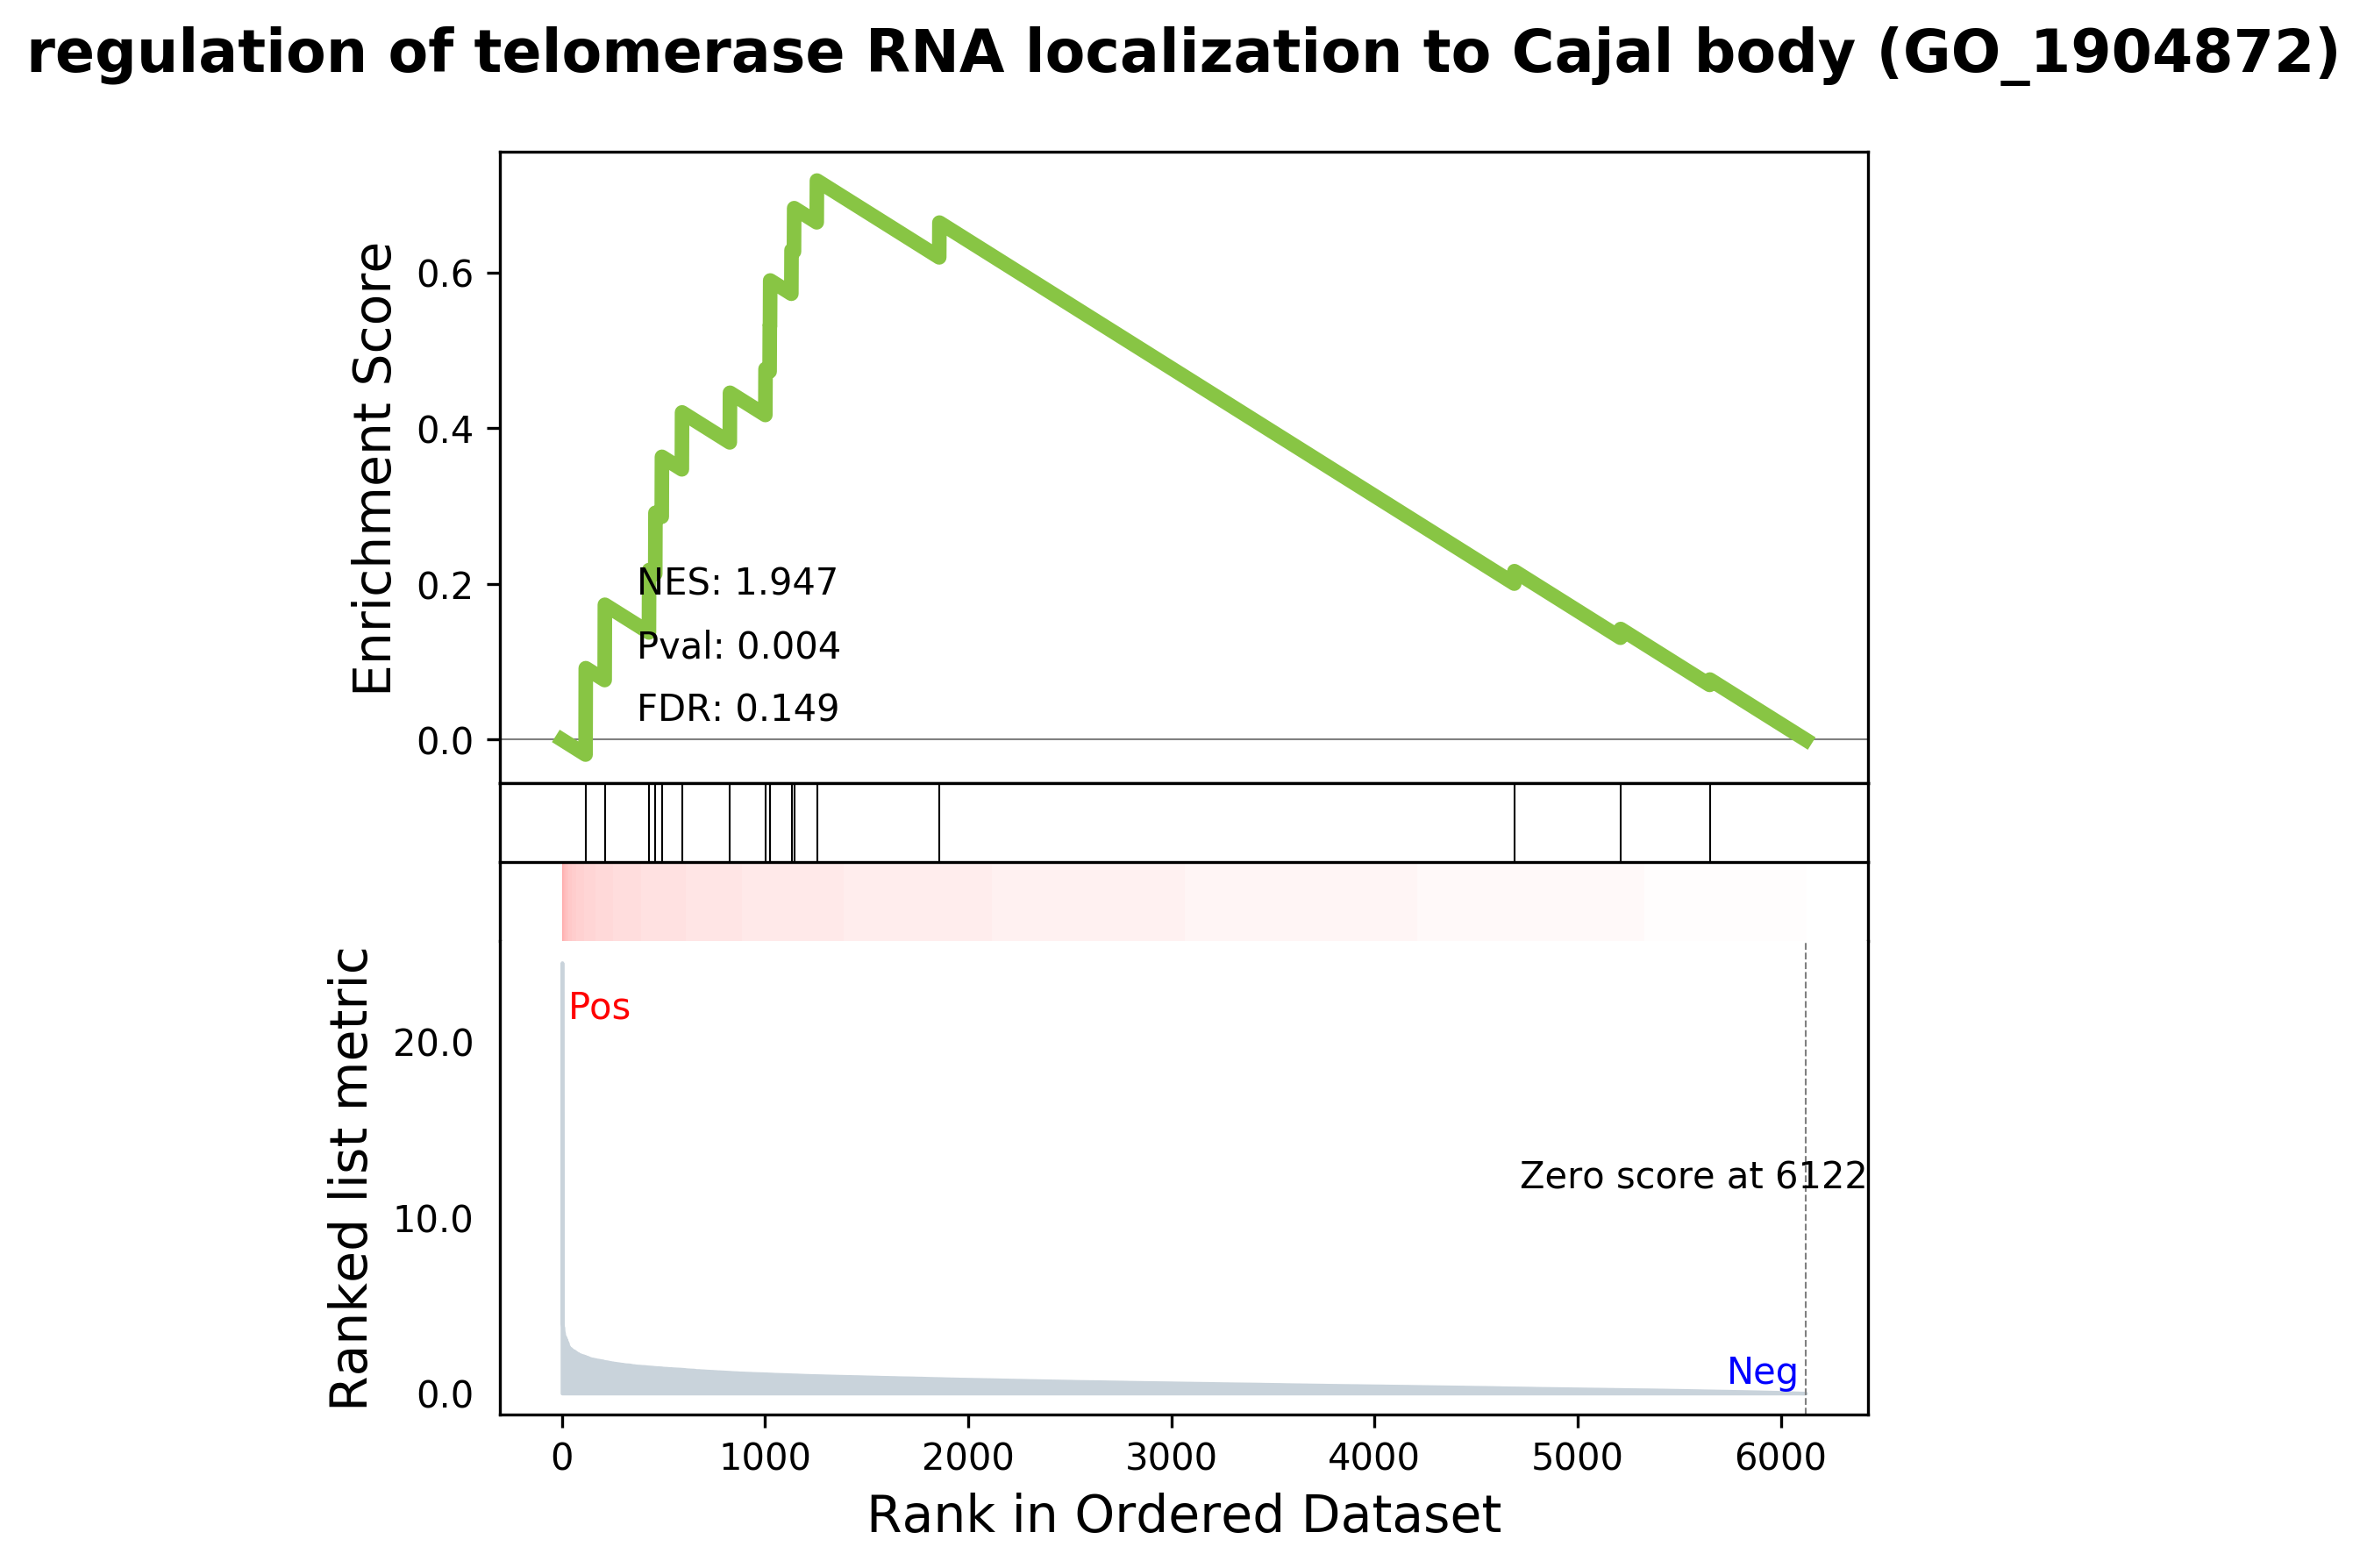 regulation of telomerase RNA localization to Cajal body (GO_1904872)
Enrichment Score
0.6
0.4
0.2
0.0
NES: 1.947
Pval: 0.004
FDR: 0.149
Ranked list metric
20.0
10.0
0.0
Pos
Zero score at 6122
Neg
0 1000 2000 3000 4000 5000 6000
Rank in Ordered Dataset